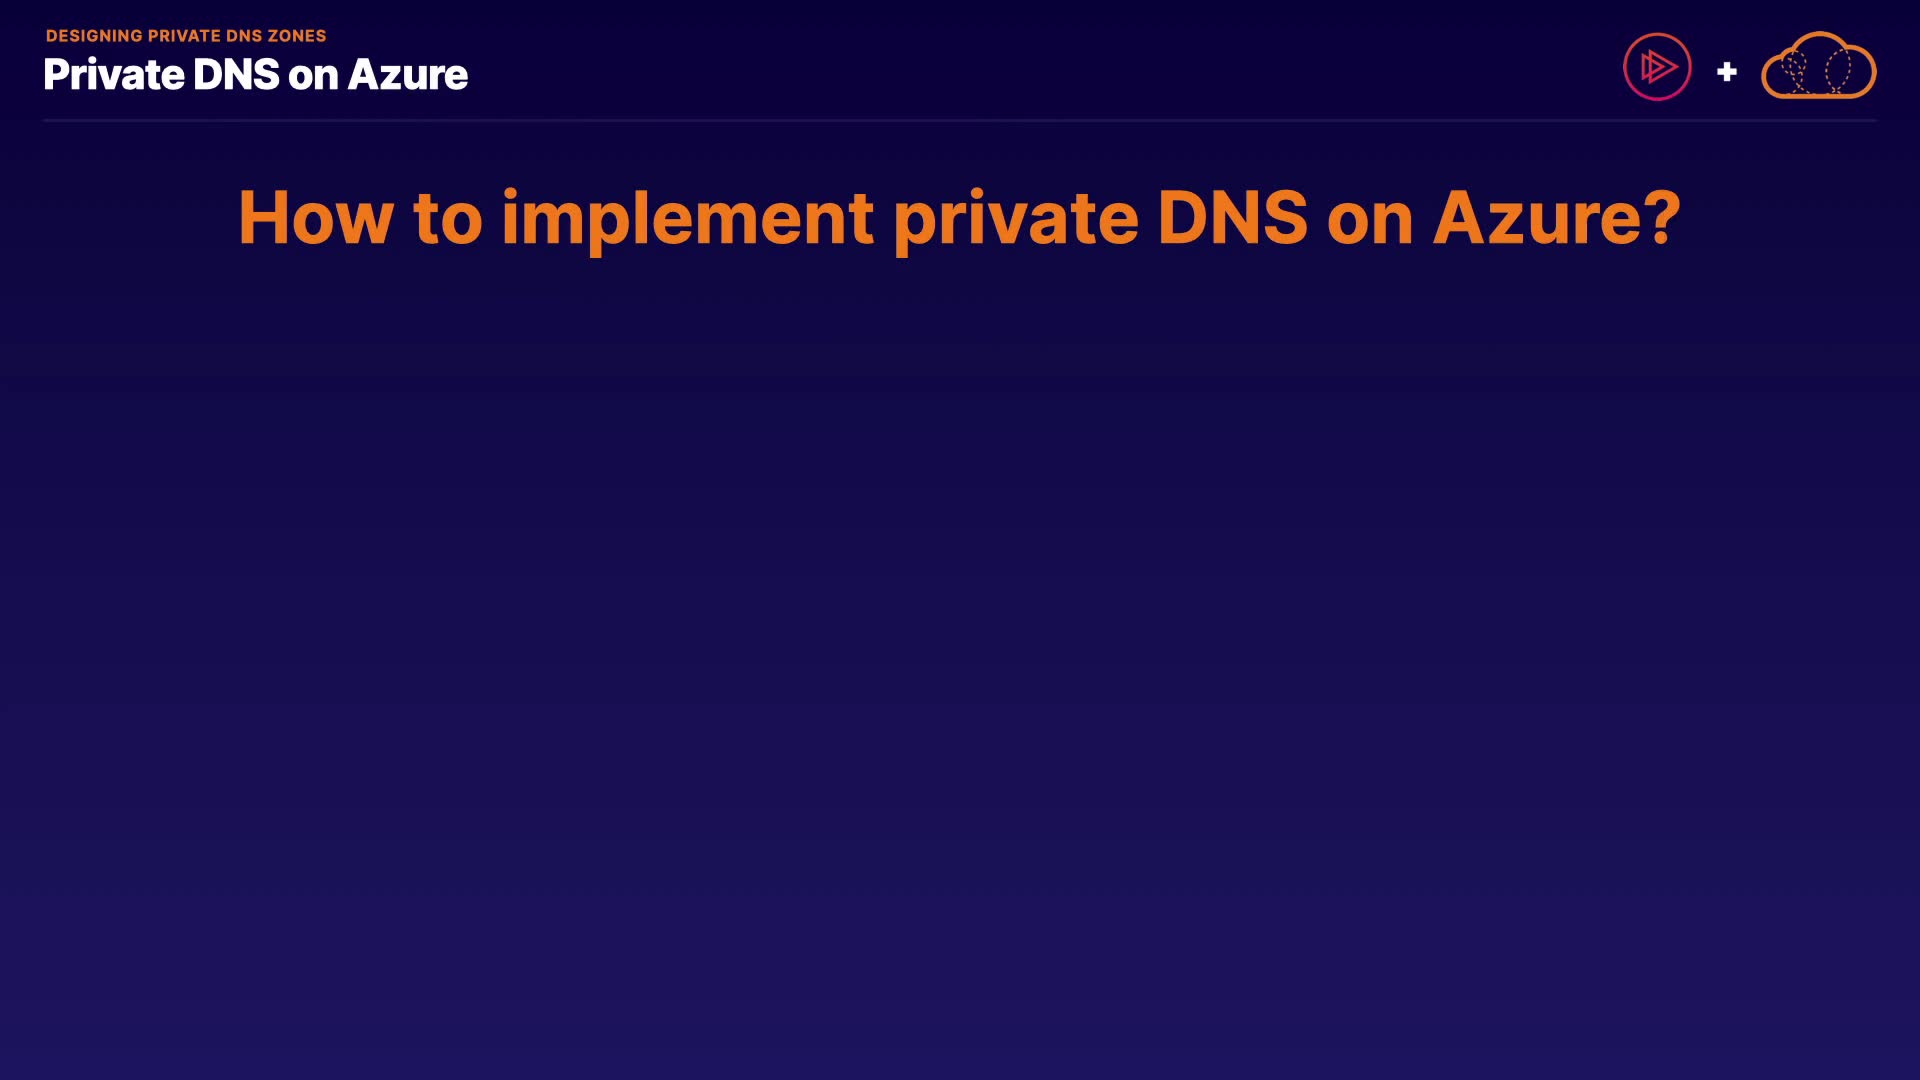 DESIGNING PRIVATE DNS ZONES
Private DNS on Azure
+
How to implement private DNS on Azure?